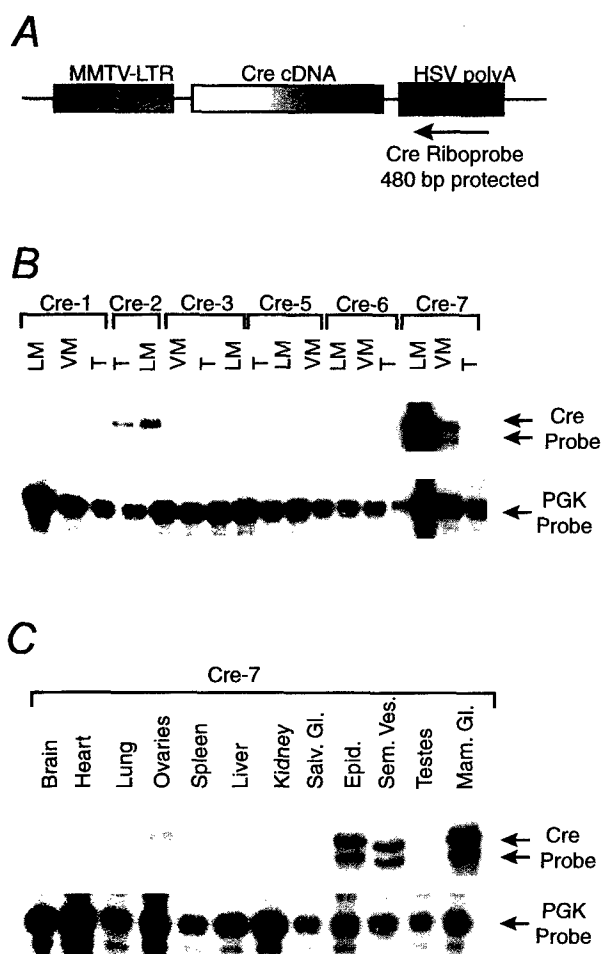 A
MMTV-LTR Cre cDNA HSV polyA
Cre Riboprobe
480 bp protected
B
Cre-1 Cre-2 Cre-3 Cre-5 Cre-6 Cre-7
LM VM T T LM VM T LM T LM VM LM VM T LM VM T
Cre
Probe
PGK
Probe
C
Cre-7
Brain Heart Lung Ovaries Spleen Liver Kidney Salv. Gl. Epid. Sem. Ves. Testes Mam. Gl.
Cre
Probe
PGK
Probe